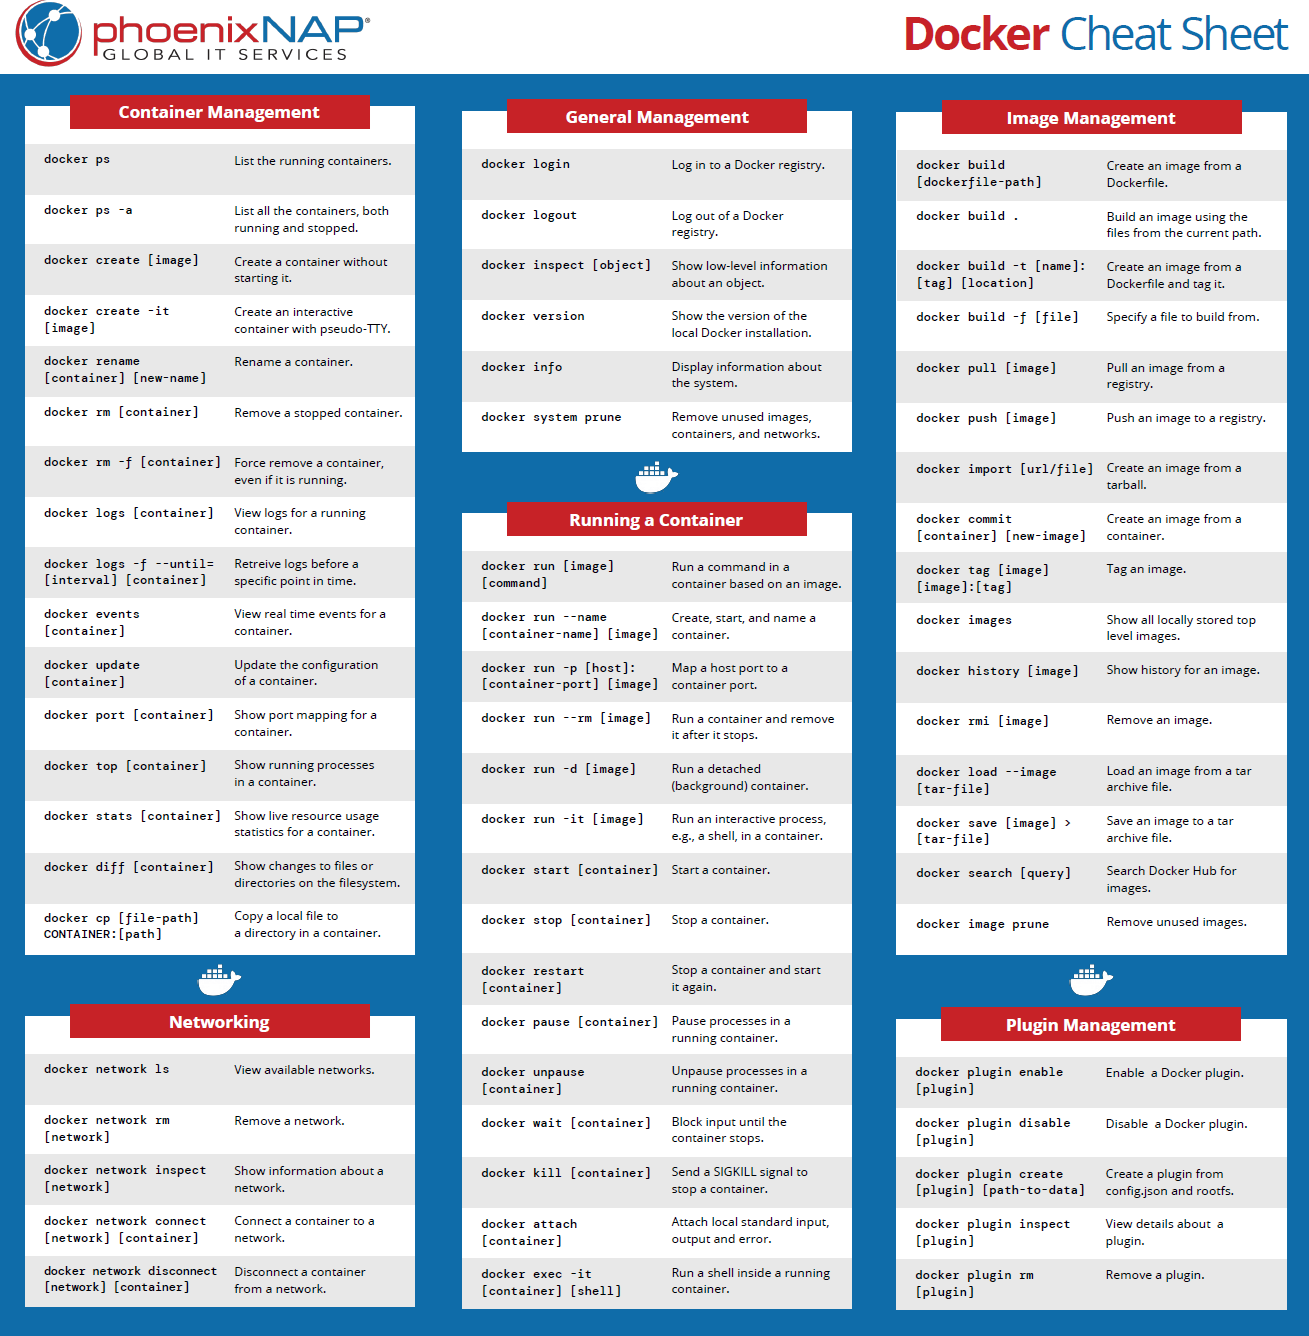 phoenixNAP®
GLOBAL IT SERVICES
Docker Cheat Sheet
Container Management
docker ps
List the running containers.
docker ps -a
List all the containers, both
running and stopped.
docker create [image]
Create a container without
starting it.
docker create -it
[image]
Create an interactive
container with pseudo-TTY.
docker rename
[container] [new-name]
Rename a container.
docker rm [container]
Remove a stopped container.
docker rm -f [container]
Force remove a container,
even if it is running.
docker logs [container]
View logs for a running
container.
docker logs -f --until=
[interval] [container]
Retreive logs before a
specific point in time.
docker events
[container]
View real time events for a
container.
docker update
[container]
Update the configuration
of a container.
docker port [container]
Show port mapping for a
container.
docker top [container]
Show running processes
in a container.
docker stats [container]
Show live resource usage
statistics for a container.
docker diff [container]
Show changes to files or
directories on the filesystem.
docker cp [file-path]
CONTAINER:[path]
Copy a local file to
a directory in a container.
Networking
docker network ls
View available networks.
docker network rm
[network]
Remove a network.
docker network inspect
[network]
Show information about a
network.
docker network connect
[network] [container]
Connect a container to a
network.
docker network disconnect
[network] [container]
Disconnect a container
from a network.
General Management
docker login
Log in to a Docker registry.
docker logout
Log out of a Docker
registry.
docker inspect [object]
Show low-level information
about an object.
docker version
Show the version of the
local Docker installation.
docker info
Display information about
the system.
docker system prune
Remove unused images,
containers, and networks.
Running a Container
docker run [image]
[command]
Run a command in a
container based on an image.
docker run --name
[container-name] [image]
Create, start, and name a
container.
docker run -p [host]:
[container-port] [image]
Map a host port to a
container port.
docker run --rm [image]
Run a container and remove
it after it stops.
docker run -d [image]
Run a detached
(background) container.
docker run -it [image]
Run an interactive process,
e.g., a shell, in a container.
docker start [container]
Start a container.
docker stop [container]
Stop a container.
docker restart
[container]
Stop a container and start
it again.
docker pause [container]
Pause processes in a
running container.
docker unpause
[container]
Unpause processes in a
running container.
docker wait [container]
Block input until the
container stops.
docker kill [container]
Send a SIGKILL signal to
stop a container.
docker attach
[container]
Attach local standard input,
output and error.
docker exec -it
[container] [shell]
Run a shell inside a running
container.
Image Management
docker build
[dockerfile-path]
Create an image from a
Dockerfile.
docker build .
Build an image using the
files from the current path.
docker build -t [name]:
[tag] [location]
Create an image from a
Dockerfile and tag it.
docker build -f [file]
Specify a file to build from.
docker pull [image]
Pull an image from a
registry.
docker push [image]
Push an image to a registry.
docker import [url/file]
Create an image from a
tarball.
docker commit
[container] [new-image]
Create an image from a
container.
docker tag [image]
[image]:[tag]
Tag an image.
docker images
Show all locally stored top
level images.
docker history [image]
Show history for an image.
docker rmi [image]
Remove an image.
docker load --image
[tar-file]
Load an image from a tar
archive file.
docker save [image] >
[tar-file]
Save an image to a tar
archive file.
docker search [query]
Search Docker Hub for
images.
docker image prune
Remove unused images.
Plugin Management
docker plugin enable
[plugin]
Enable a Docker plugin.
docker plugin disable
[plugin]
Disable a Docker plugin.
docker plugin create
[plugin] [path-to-data]
Create a plugin from
config.json and rootfs.
docker plugin inspect
[plugin]
View details about a
plugin.
docker plugin rm
[plugin]
Remove a plugin.